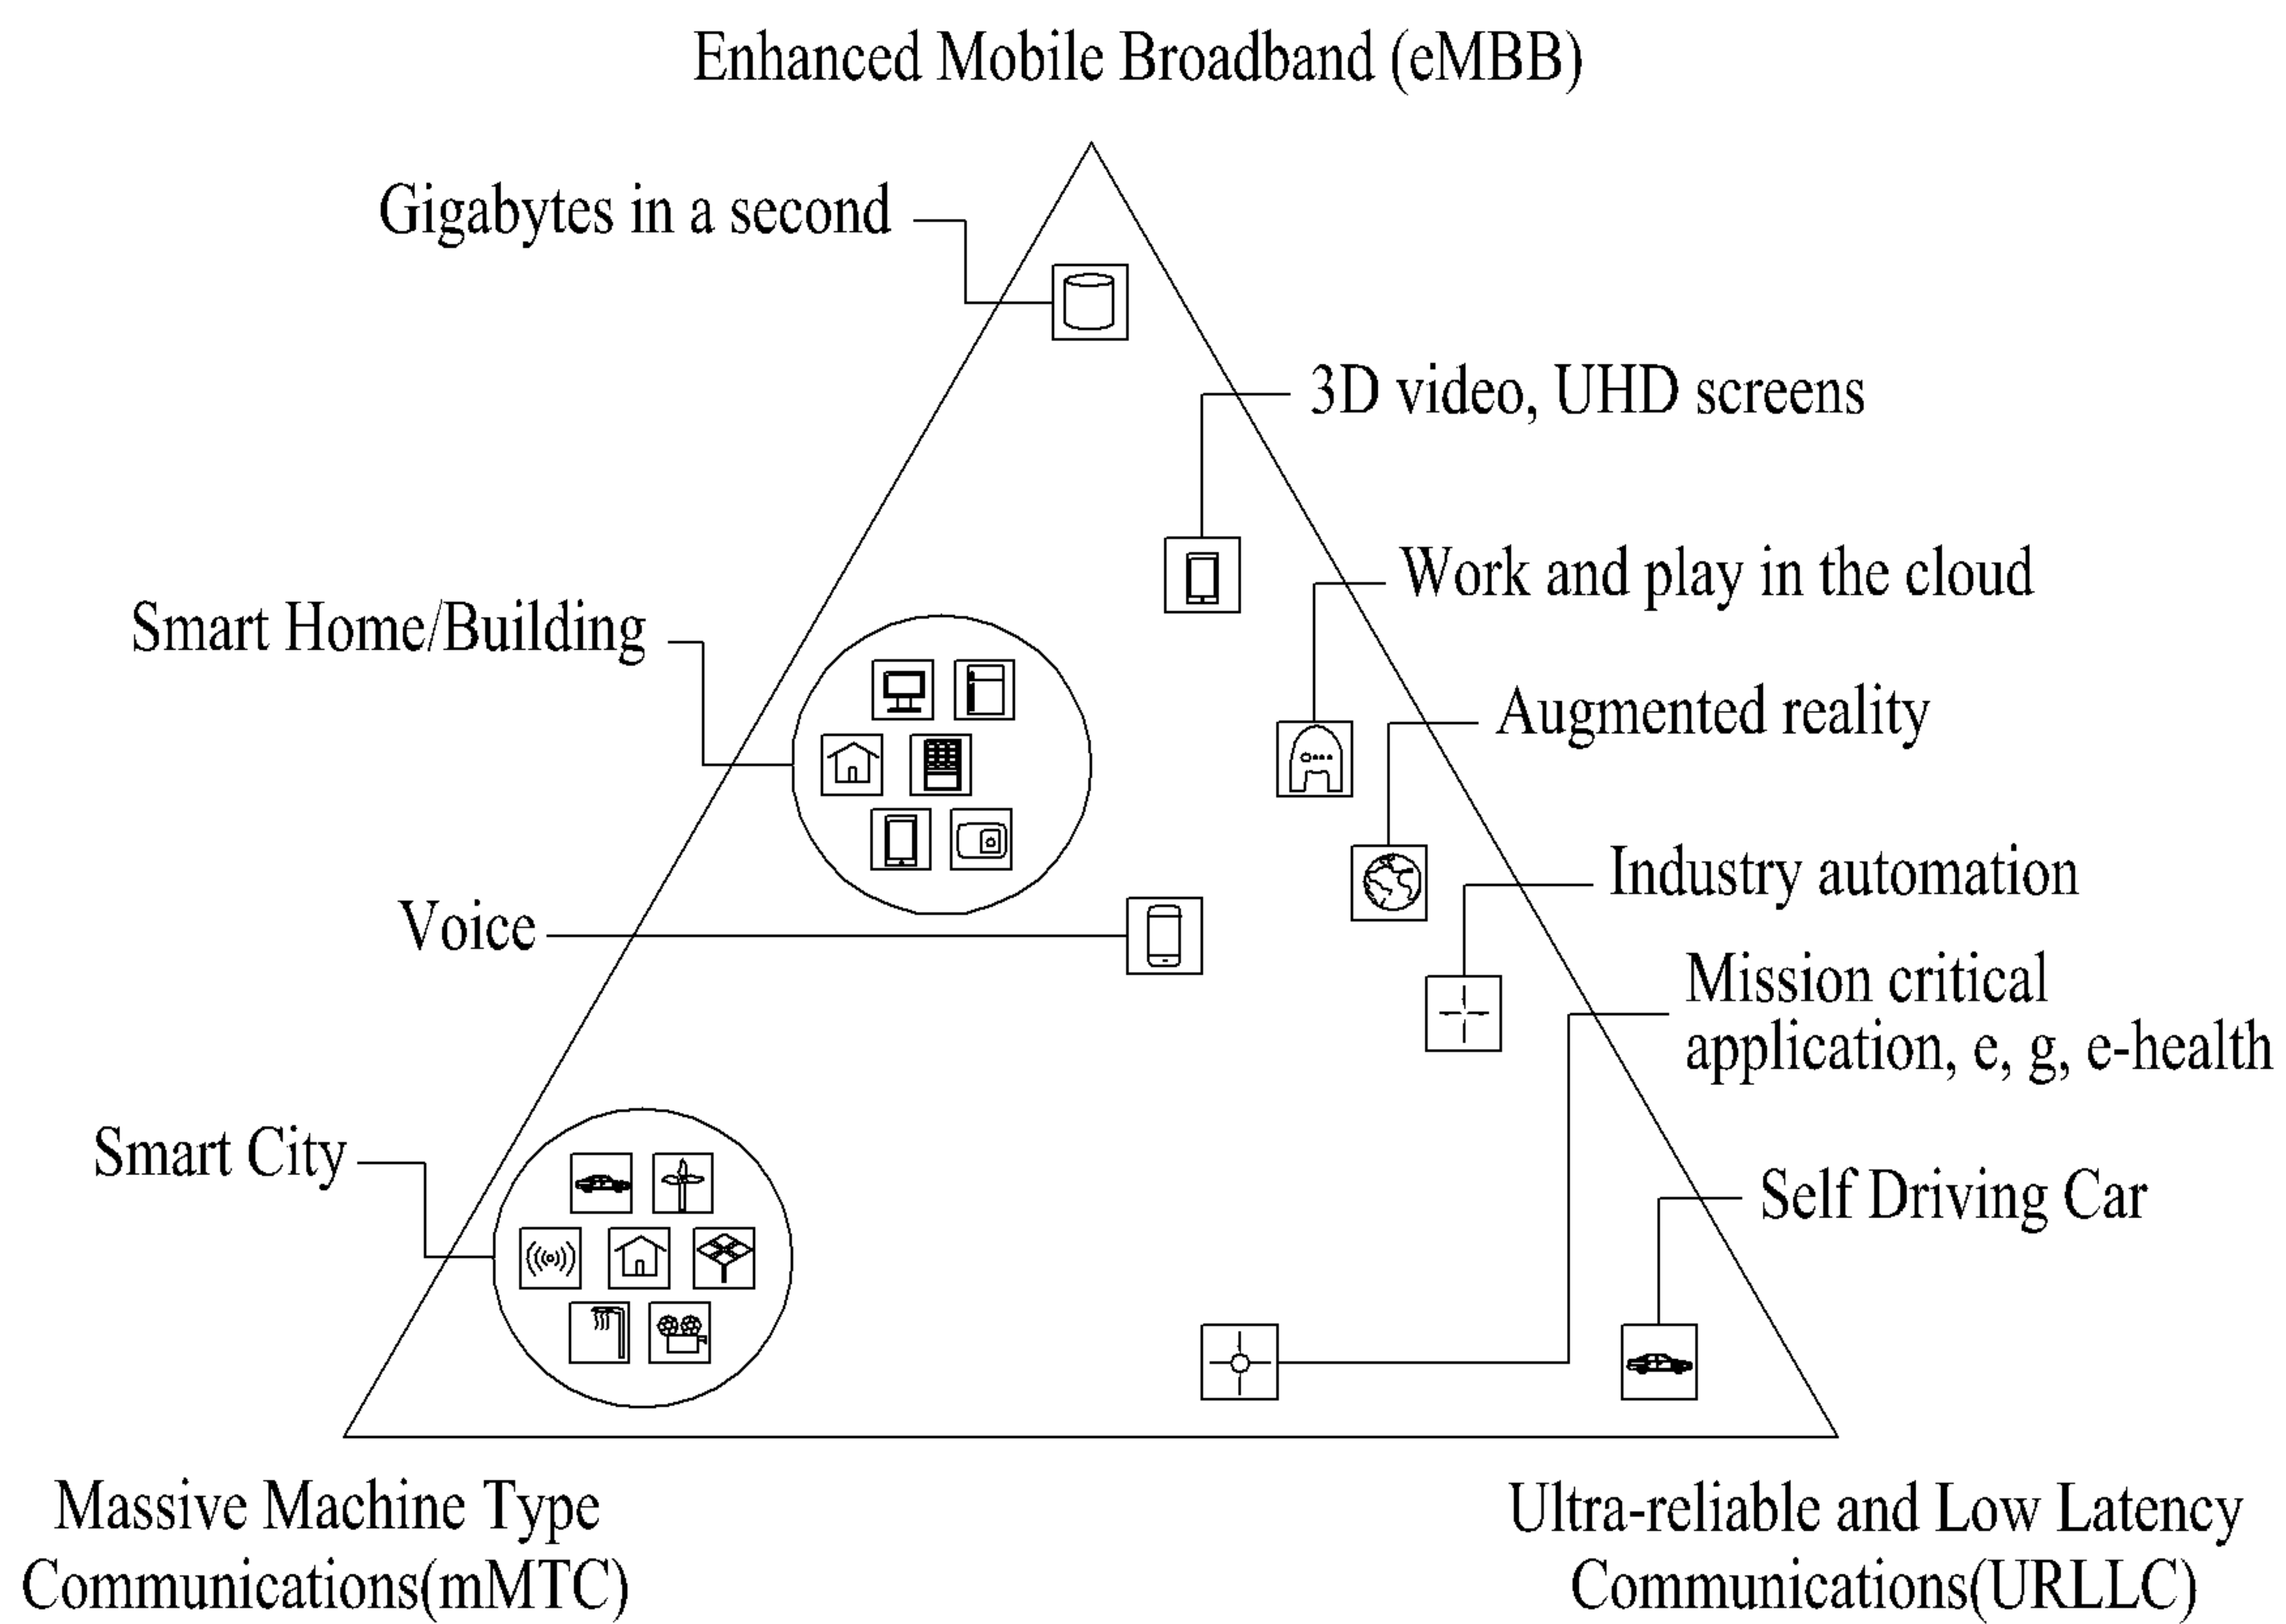 Enhanced Mobile Broadband (eMBB)
Gigabytes in a second
3D video, UHD screens
Work and play in the cloud
Smart Home/Building
Augmented reality
Industry automation
Voice
Mission critical
application, e, g, e-health
Smart City
Self Driving Car
Massive Machine Type
Communications(mMTC)
Ultra-reliable and Low Latency
Communications(URLLC)